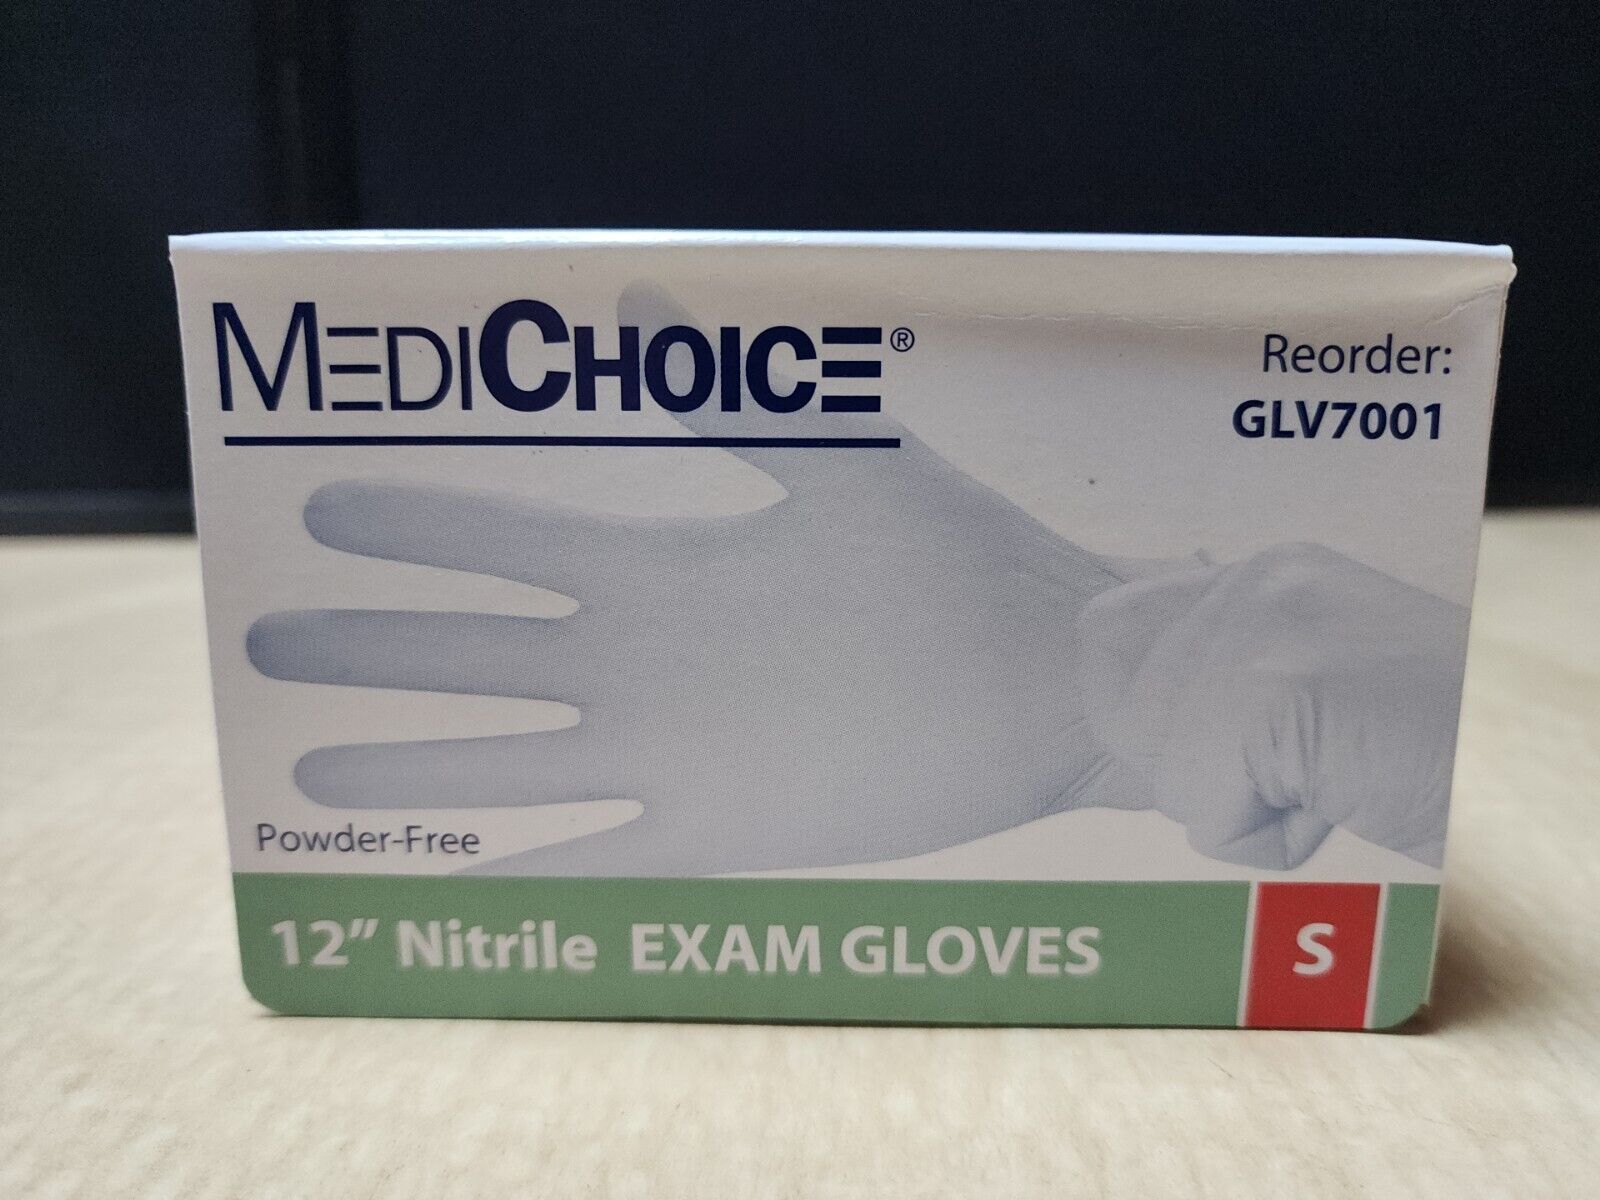 MEDICHOICE®
Reorder:
GLV7001
Powder-Free
12" Nitrile EXAM GLOVES
S